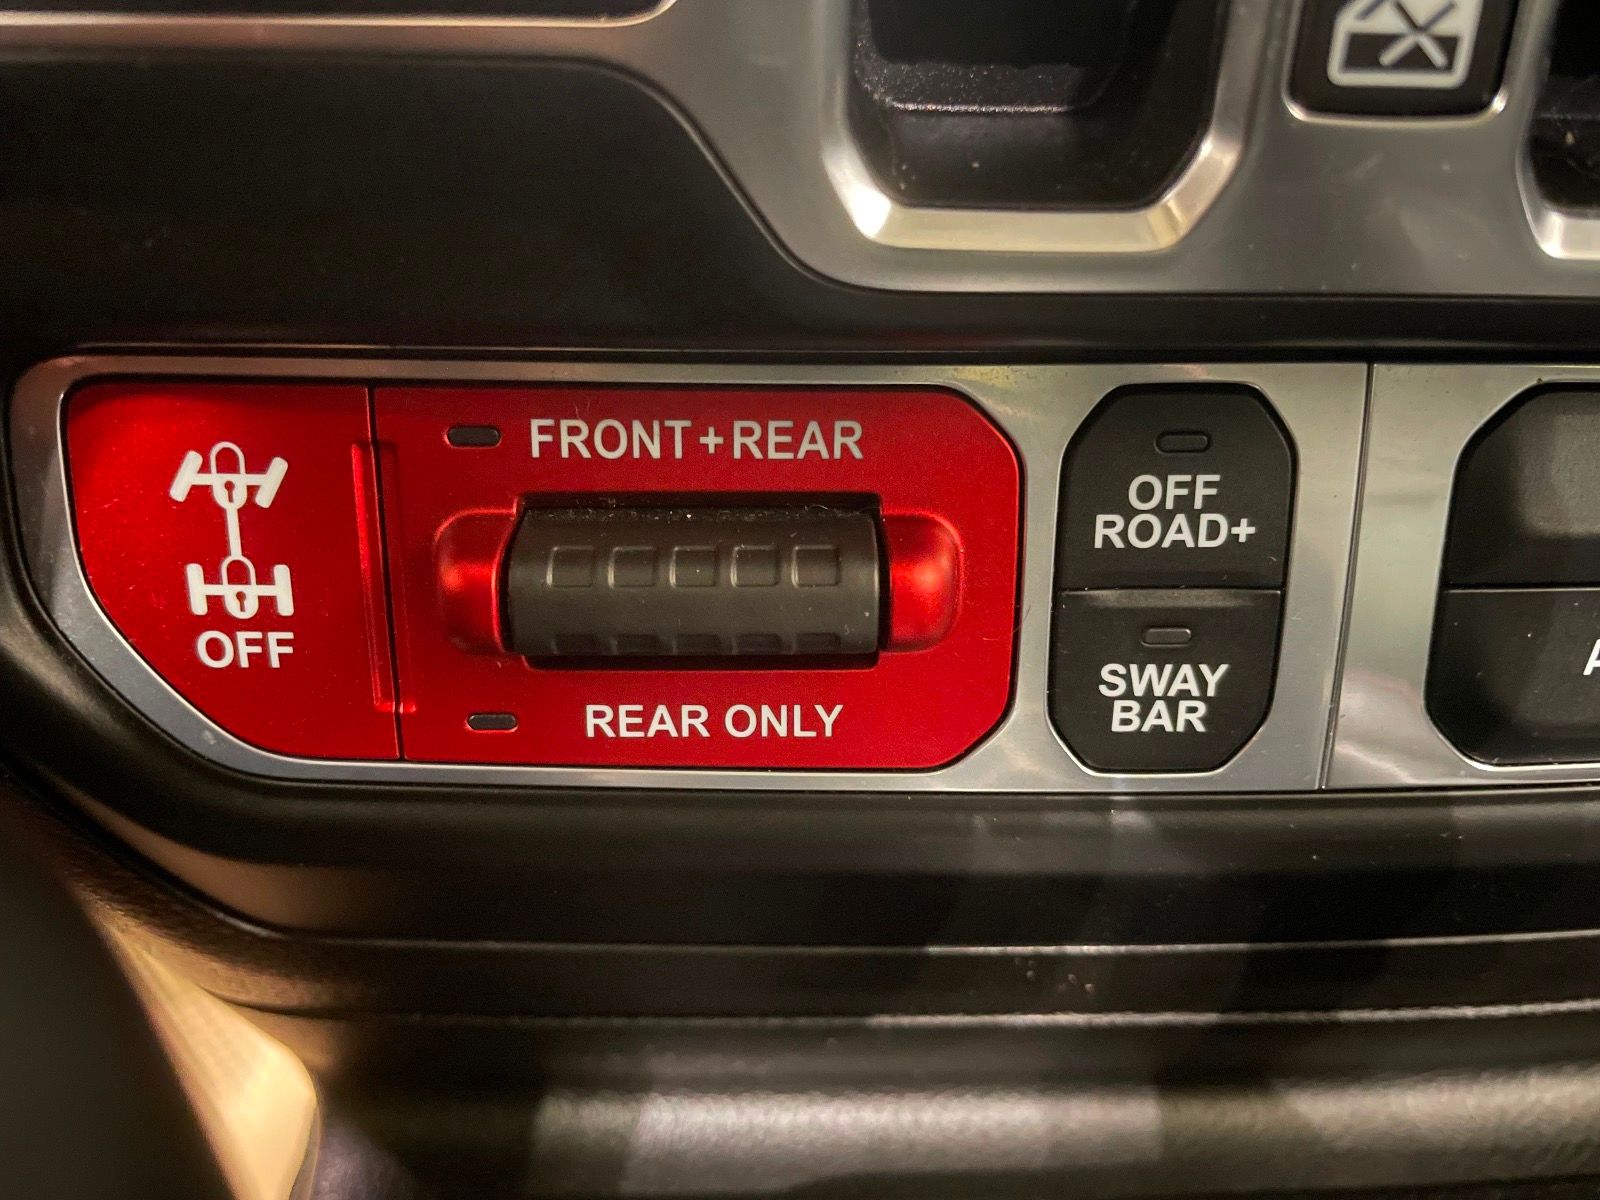 FRONT+REAR
OFF
REAR ONLY
OFF
ROAD+
SWAY
BAR